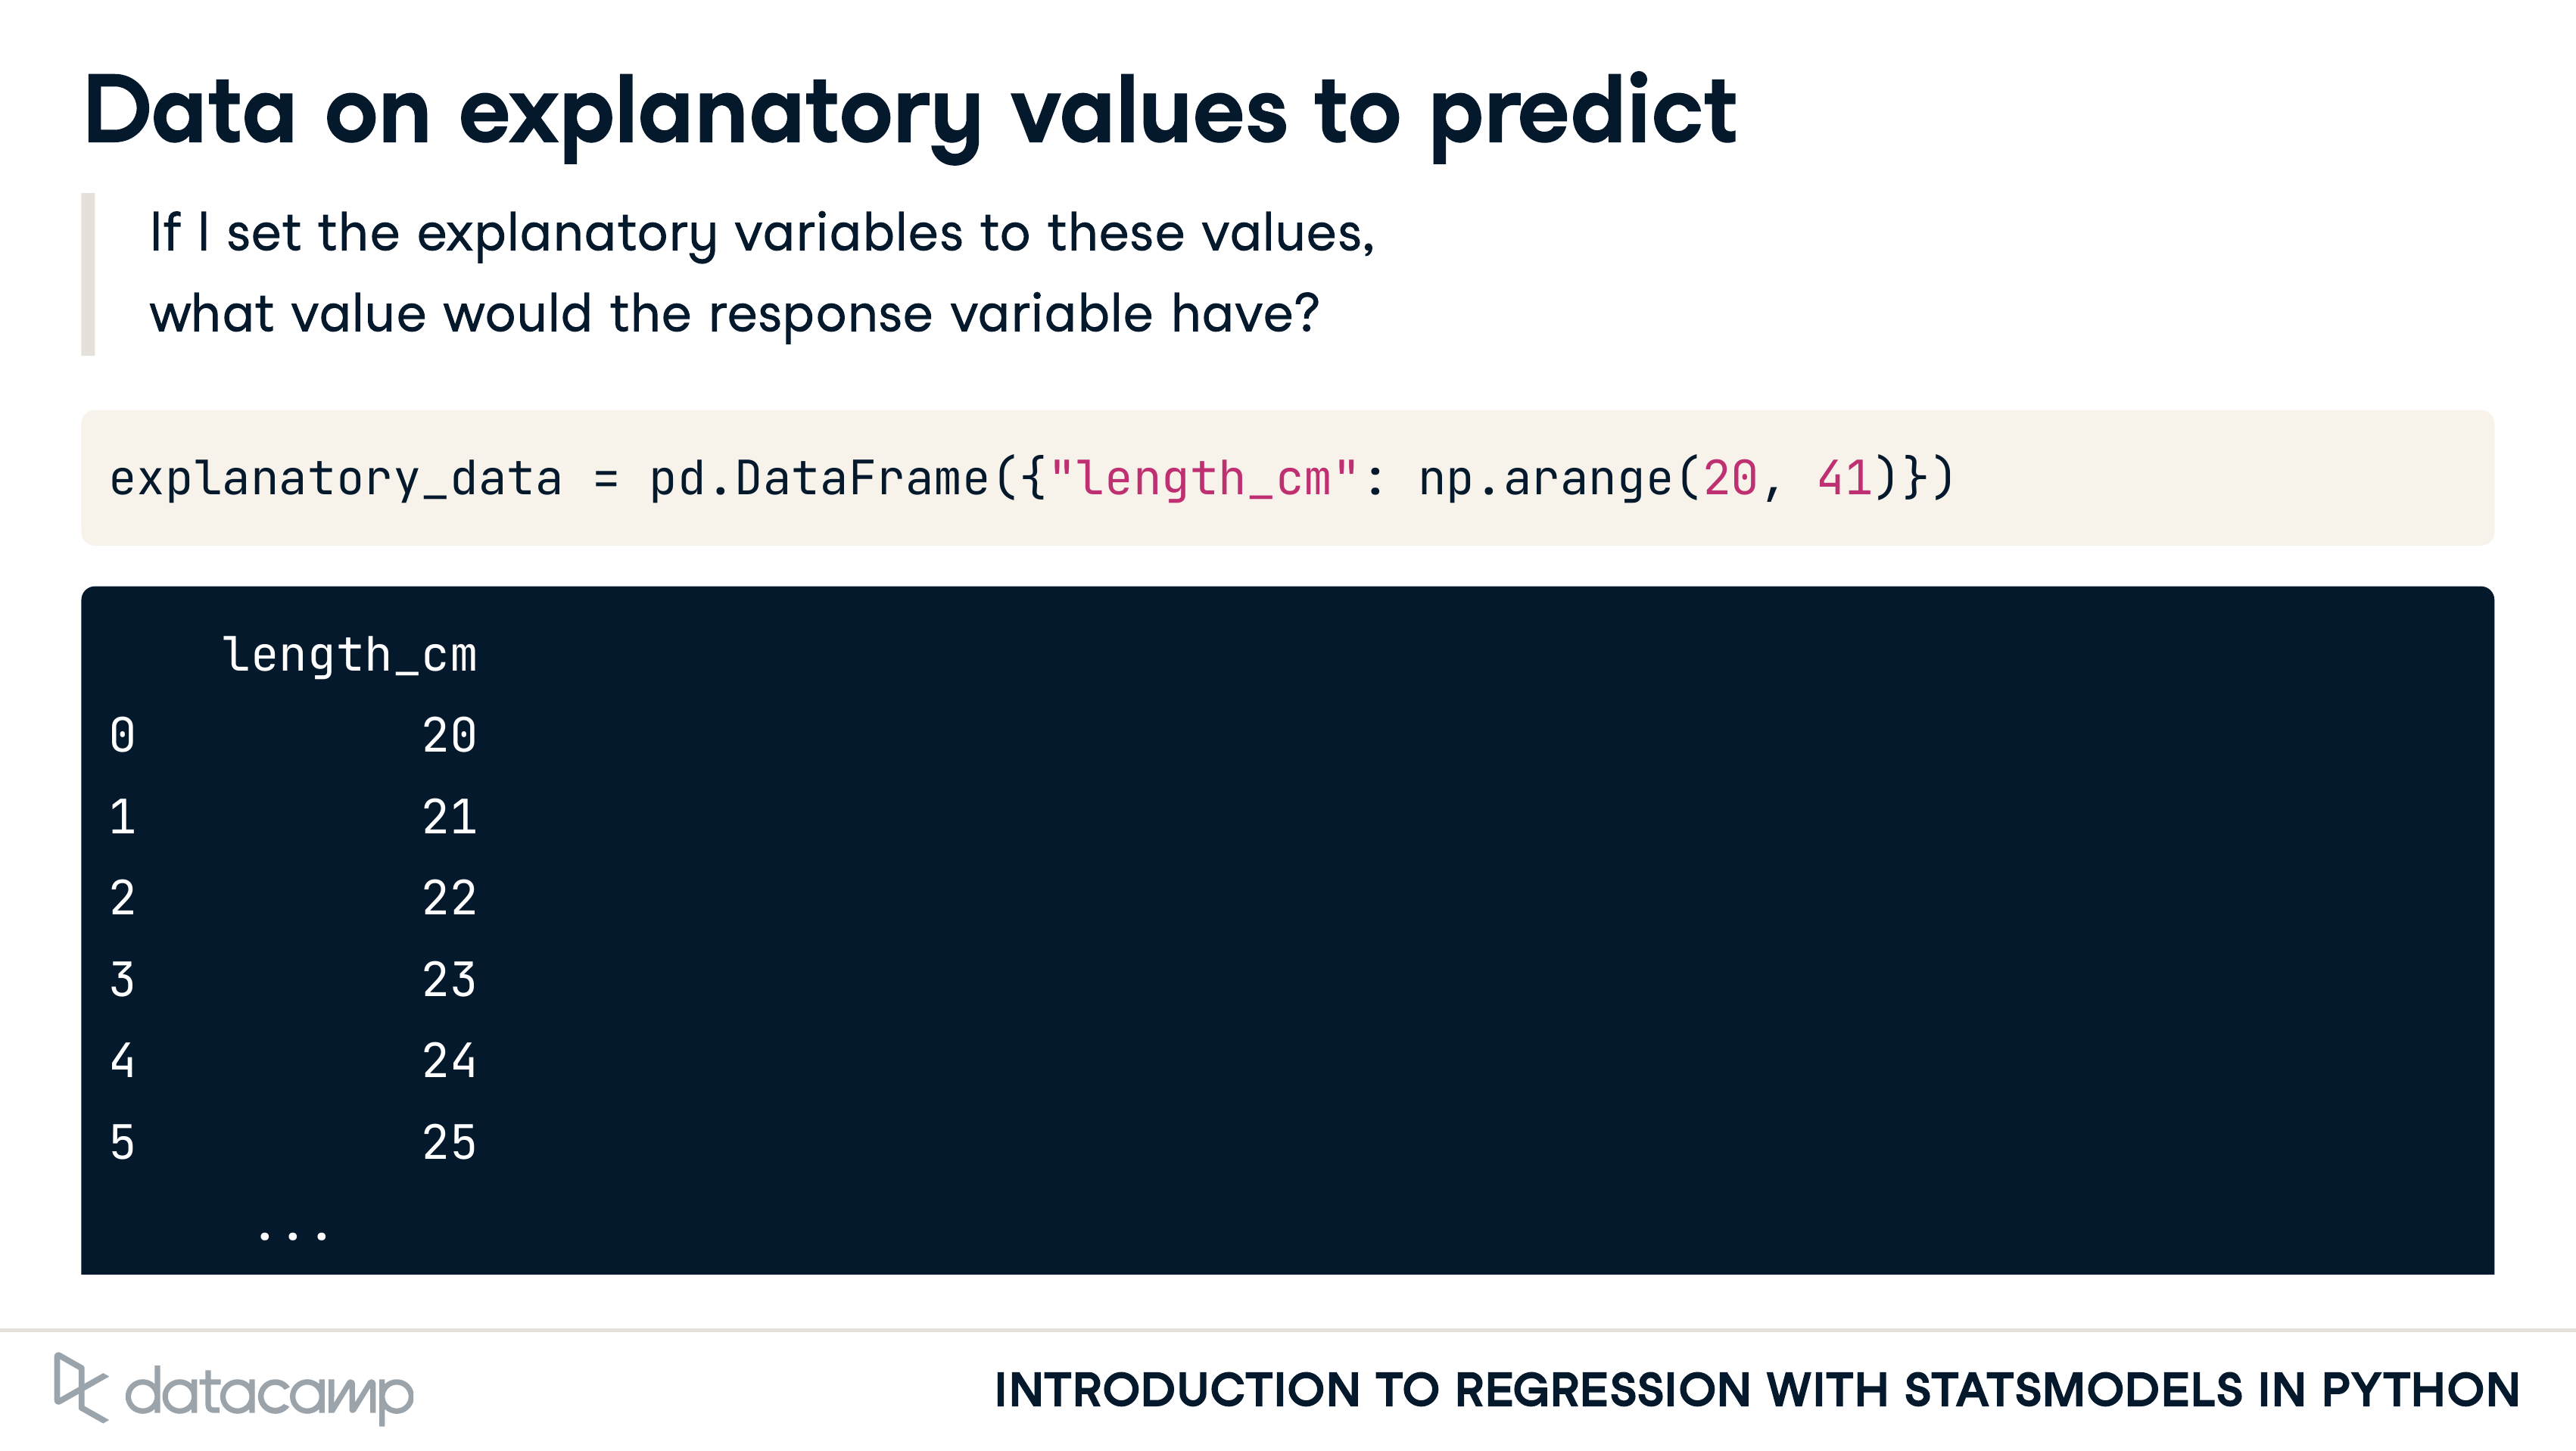 Data on explanatory values to predict
If I set the explanatory variables to these values,
what value would the response variable have?
explanatory_data = pd.DataFrame({"length_cm": np.arange(20, 41)})
length_cm
0 20
1 21
2 22
3 23
4 24
5 25
...
datacamp
INTRODUCTION TO REGRESSION WITH STATSMODELS IN PYTHON